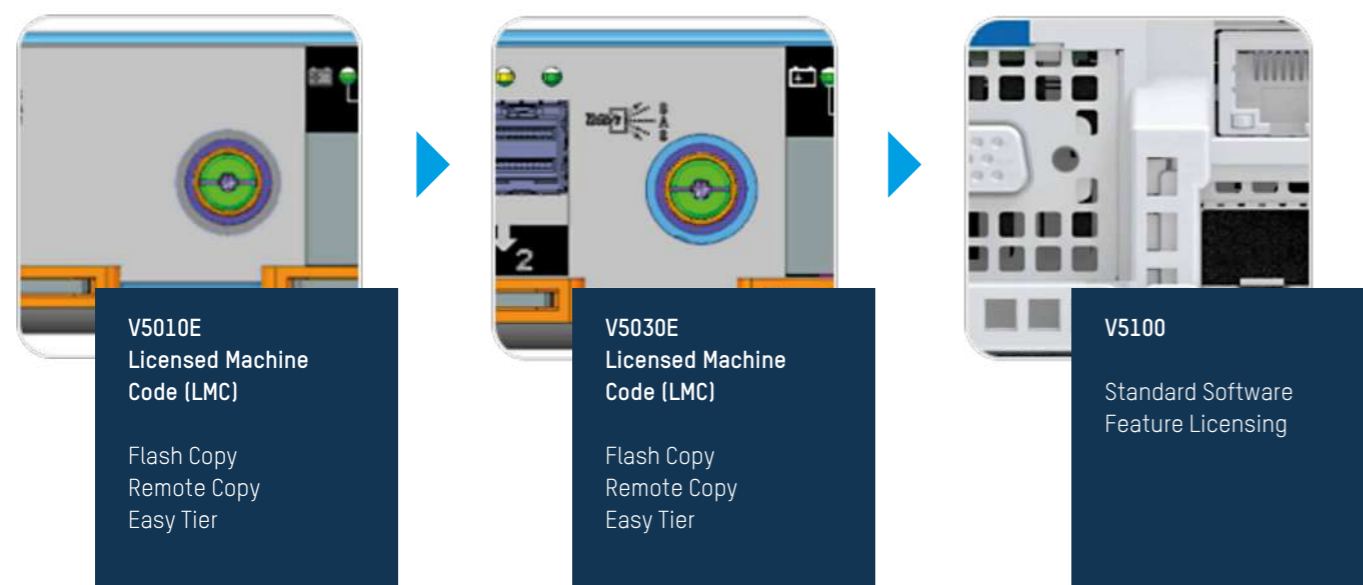 2
V5010E
Licensed Machine
Code (LMC)
Flash Copy
Remote Copy
Easy Tier
V5030E
Licensed Machine
Code (LMC)
Flash Copy
Remote Copy
Easy Tier
V5100
Standard Software
Feature Licensing